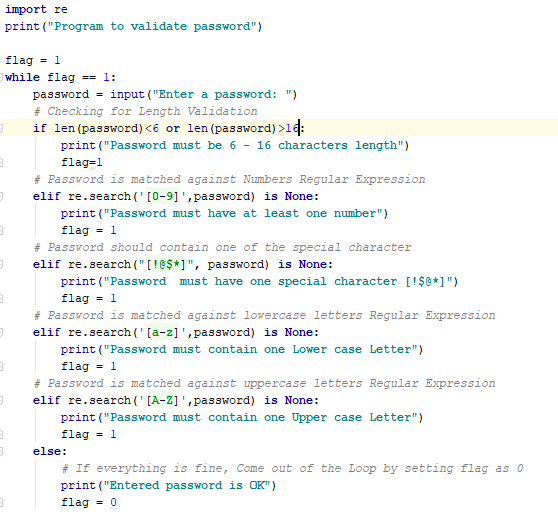 import re
print("Program to validate password")
flag = 1
while flag == 1:
    password = input("Enter a password: ")
    # Checking for Length Validation
    if len(password)<6 or len(password)>16:
        print("Password must be 6 - 16 characters length")
        flag=1
    # Password is matched against Numbers Regular Expression
    elif re.search('[0-9]',password) is None:
        print("Password must have at least one number")
        flag = 1
    # Password should contain one of the special character
    elif re.search("[!@$*]", password) is None:
        print("Password  must have one special character [!$@*]")
        flag = 1
    # Password is matched against lowercase letters Regular Expression
    elif re.search('[a-z]',password) is None:
        print("Password must contain one Lower case Letter")
        flag = 1
    # Password is matched against uppercase letters Regular Expression
    elif re.search('[A-Z]',password) is None:
        print("Password must contain one Upper case Letter")
        flag = 1
    else:
        # If everything is fine, Come out of the Loop by setting flag as 0
        print("Entered password is OK")
        flag = 0